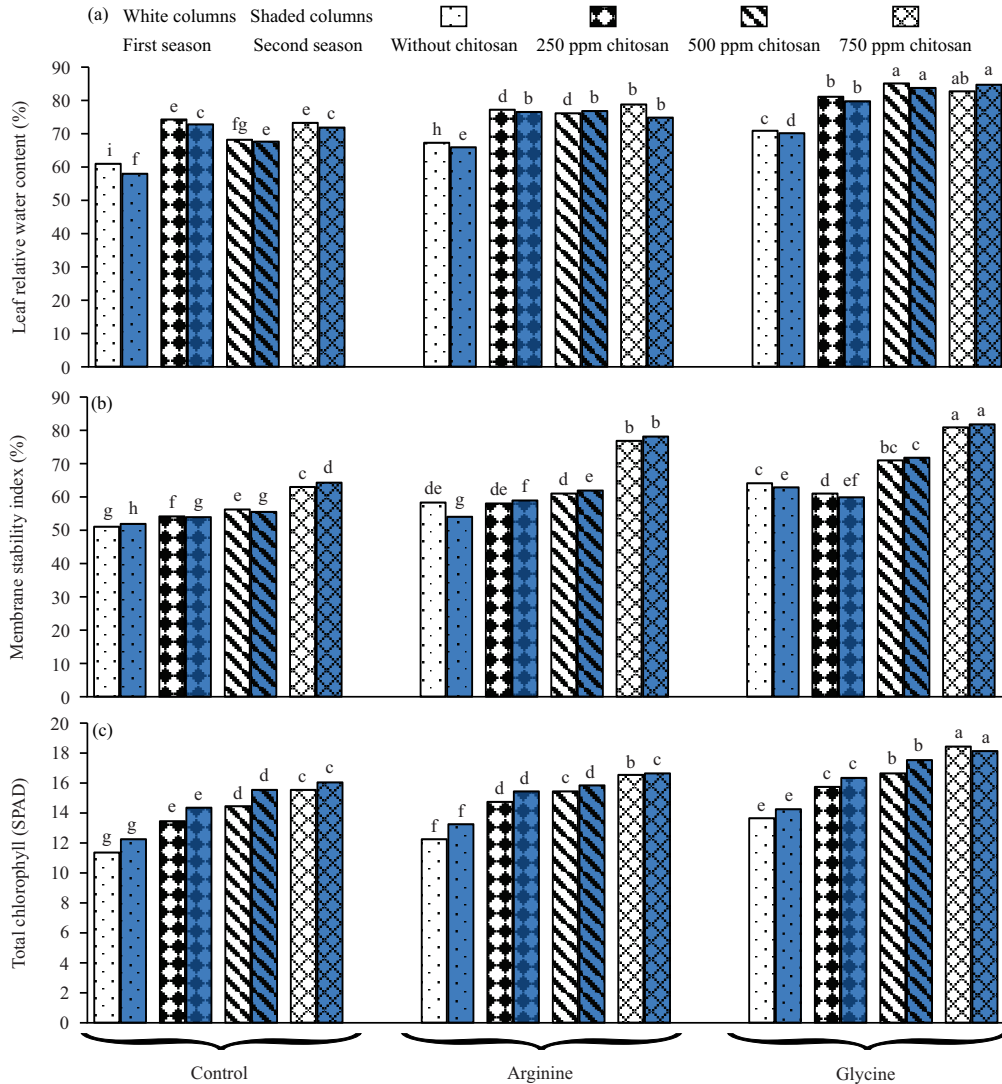 (a) White columns Shaded columns
First season Second season Without chitosan 250 ppm chitosan 500 ppm chitosan 750 ppm chitosan
Leaf relative water content (%)
90
80
70
60
50
40
30
20
10
0
i f e c fg e e c h e d b d b b b c d b b a a ab a
(b)
Membrane stability index (%)
90
80
70
60
50
40
30
20
10
0
g h f g e g c d de g de f d e b b c e d ef bc c a a
(c)
Total chlorophyll (SPAD)
20
18
16
14
12
10
8
6
4
2
0
g g e e d d c c f f d d c d b c e e c c b b a a
Control Arginine Glycine